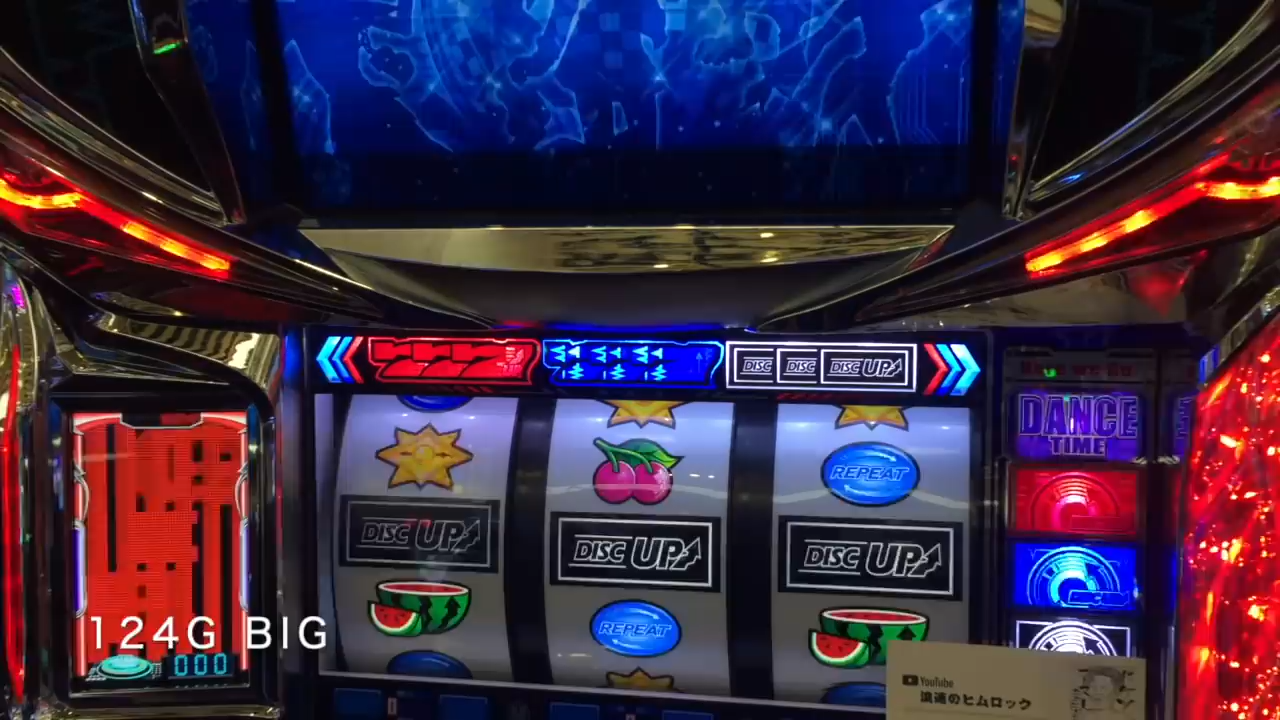 777
DISC DISC DISC UP
DANCE
TIME
REPEAT
DISC UP
DISC UP
DISC UP
REPEAT
124G BIG
000
YouTube
浪速のヒムロック